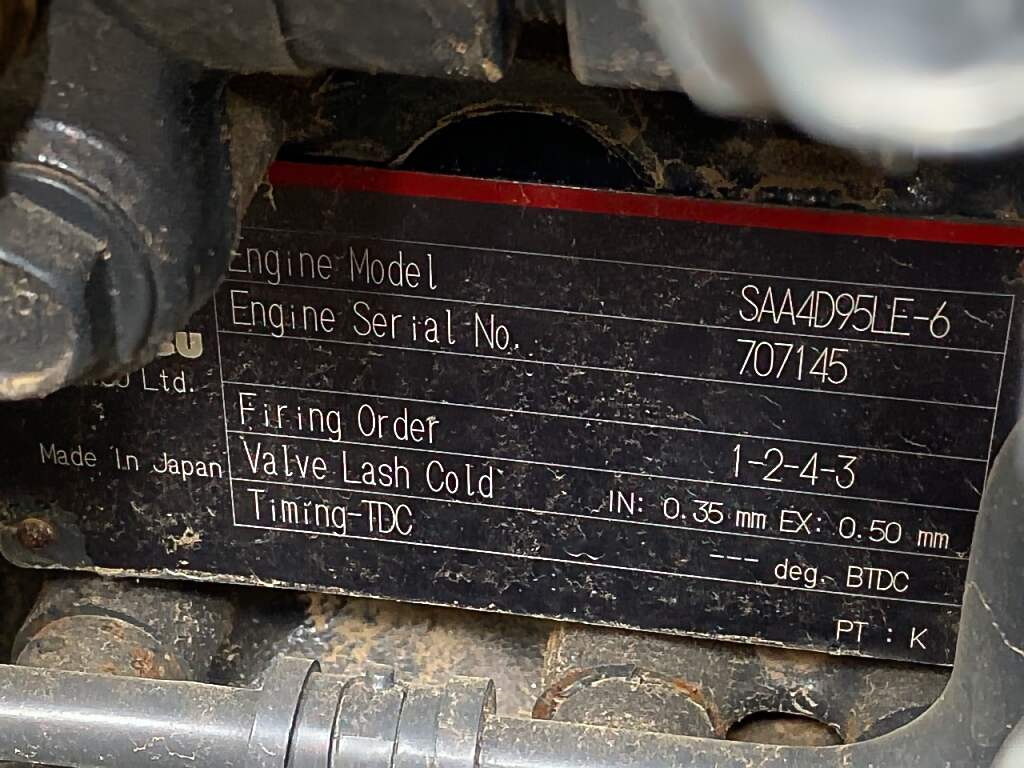 Engine Model SAA4D95LE-6
Engine Serial No. 707145
Ltd.
Firing Order 1-2-4-3
Made in Japan
Valve Lash Cold IN: 0.35 mm EX: 0.50 mm
Timing-TDC --- deg. BTDC
PT : K